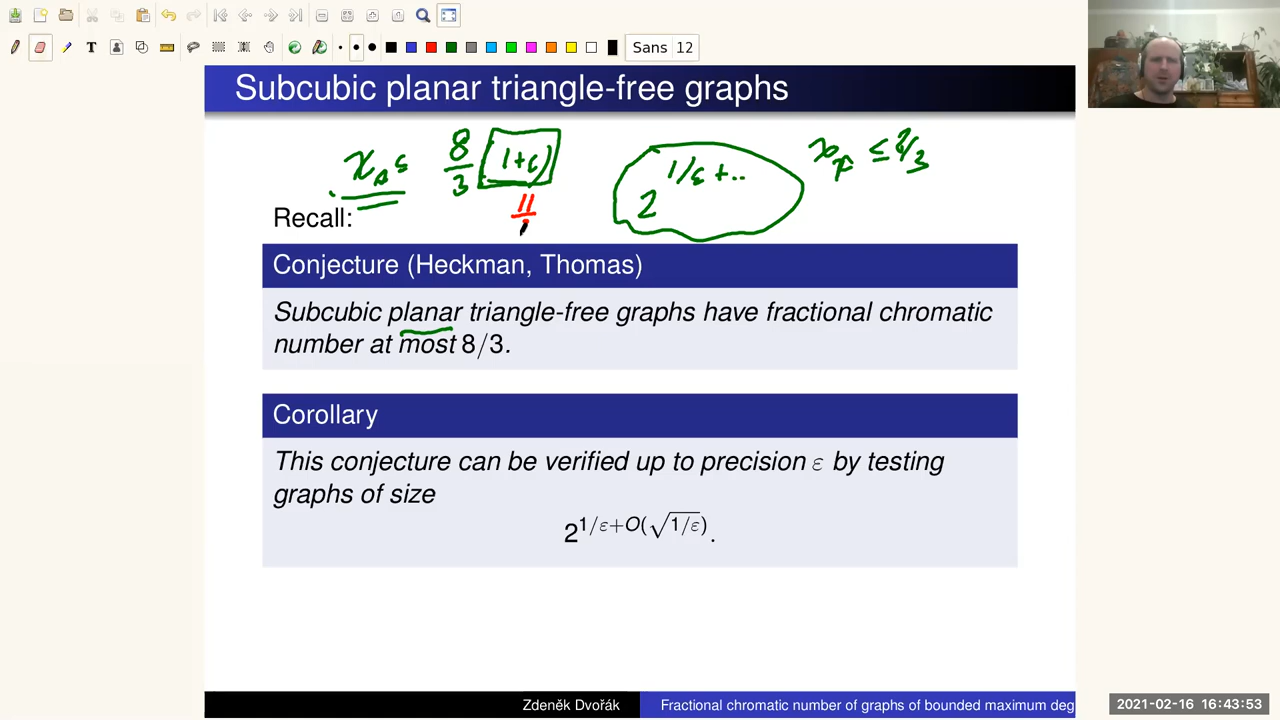 Sans 12
Subcubic planar triangle-free graphs
8/3 (1+ε)
2^{1/ε+..}
≤ 8/3
11
Recall:
Conjecture (Heckman, Thomas)
Subcubic planar triangle-free graphs have fractional chromatic
number at most 8/3.
Corollary
This conjecture can be verified up to precision ε by testing
graphs of size
2^{1/ε+O(√1/ε)}.
Zdeněk Dvořák
Fractional chromatic number of graphs of bounded maximum deg
2021-02-16 16:43:53